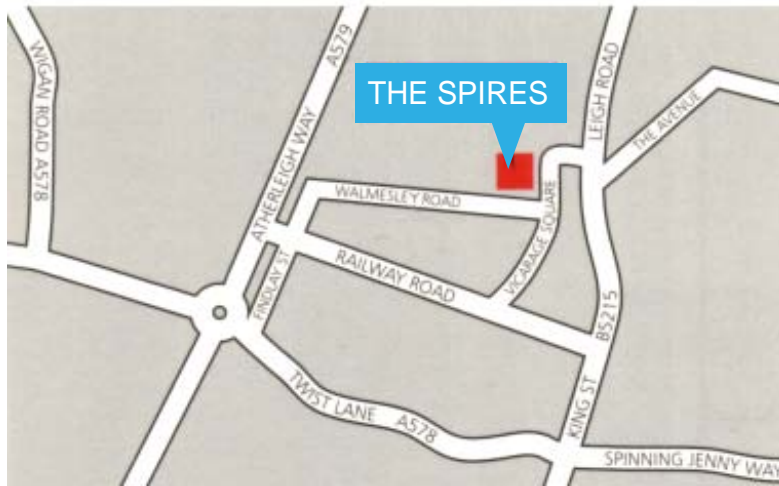 WIGAN ROAD A578
A579
ATHERLEIGH WAY
THE SPIRES
LEIGH ROAD
THE AVENUE
WALMESLEY ROAD
VICARAGE SQUARE
FINDLAY ST
RAILWAY ROAD
B5215
TWIST LANE A578
KING ST
SPINNING JENNY WAY